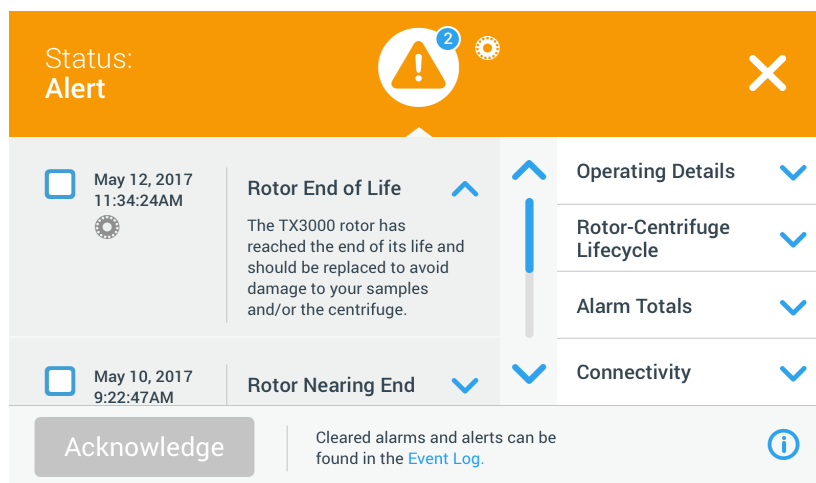 Status:
Alert
2
May 12, 2017
11:34:24AM
Rotor End of Life
The TX3000 rotor has
reached the end of its life and
should be replaced to avoid
damage to your samples
and/or the centrifuge.
May 10, 2017
9:22:47AM
Rotor Nearing End
Operating Details
Rotor-Centrifuge
Lifecycle
Alarm Totals
Connectivity
Acknowledge
Cleared alarms and alerts can be
found in the Event Log.